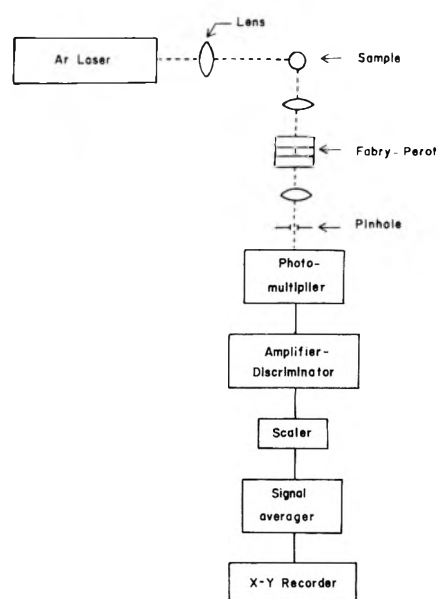 Lens
Ar Laser
Sample
Fabry-Perot
Pinhole
Photo-
multiplier
Amplifier-
Discriminator
Scaler
Signal
averager
X-Y Recorder